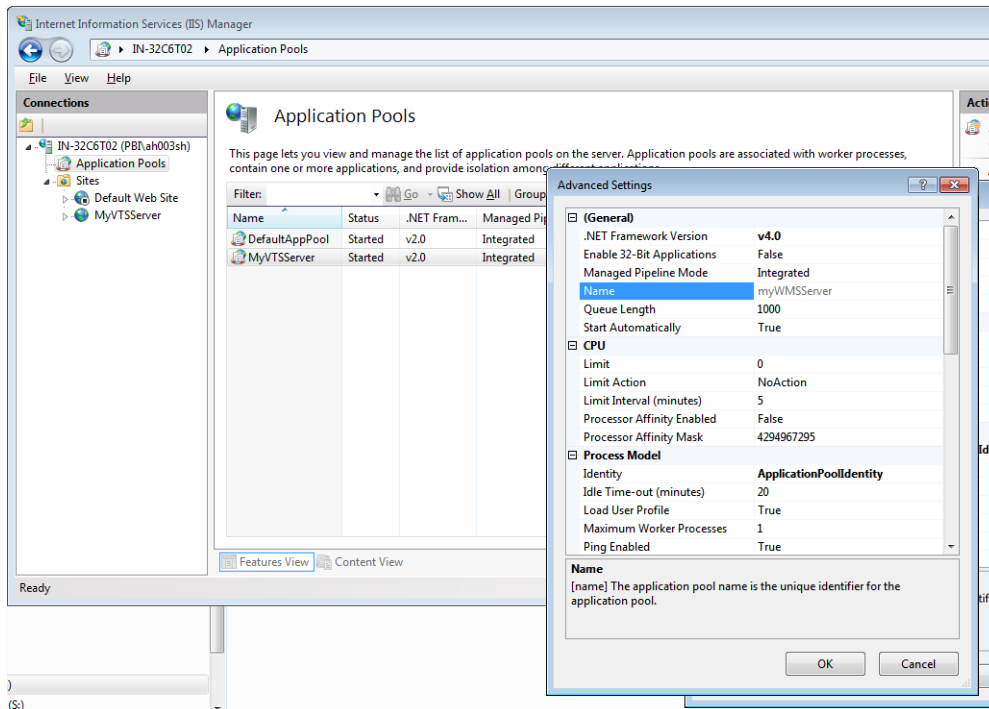 Internet Information Services (IIS) Manager
IN-32C6T02 Application Pools
File View Help
Connections
IN-32C6T02 (PBI\ah003sh)
Application Pools
Sites
Default Web Site
MyVTSServer
Application Pools
This page lets you view and manage the list of application pools on the server. Application pools are associated with worker processes,
contain one or more applications, and provide isolation among different applications.
Filter: Go Show All Group
Name Status .NET Fram... Managed Pip
DefaultAppPool Started v2.0 Integrated
MyVTSServer Started v2.0 Integrated
Features View Content View
Ready
)
(S:)
Acti
Advanced Settings
(General)
.NET Framework Version v4.0
Enable 32-Bit Applications False
Managed Pipeline Mode Integrated
Name myWMSServer
Queue Length 1000
Start Automatically True
CPU
Limit 0
Limit Action NoAction
Limit Interval (minutes) 5
Processor Affinity Enabled False
Processor Affinity Mask 4294967295
Process Model
Identity ApplicationPoolIdentity
Idle Time-out (minutes) 20
Load User Profile True
Maximum Worker Processes 1
Ping Enabled True
Name
[name] The application pool name is the unique identifier for the
application pool.
OK Cancel
Id
tif